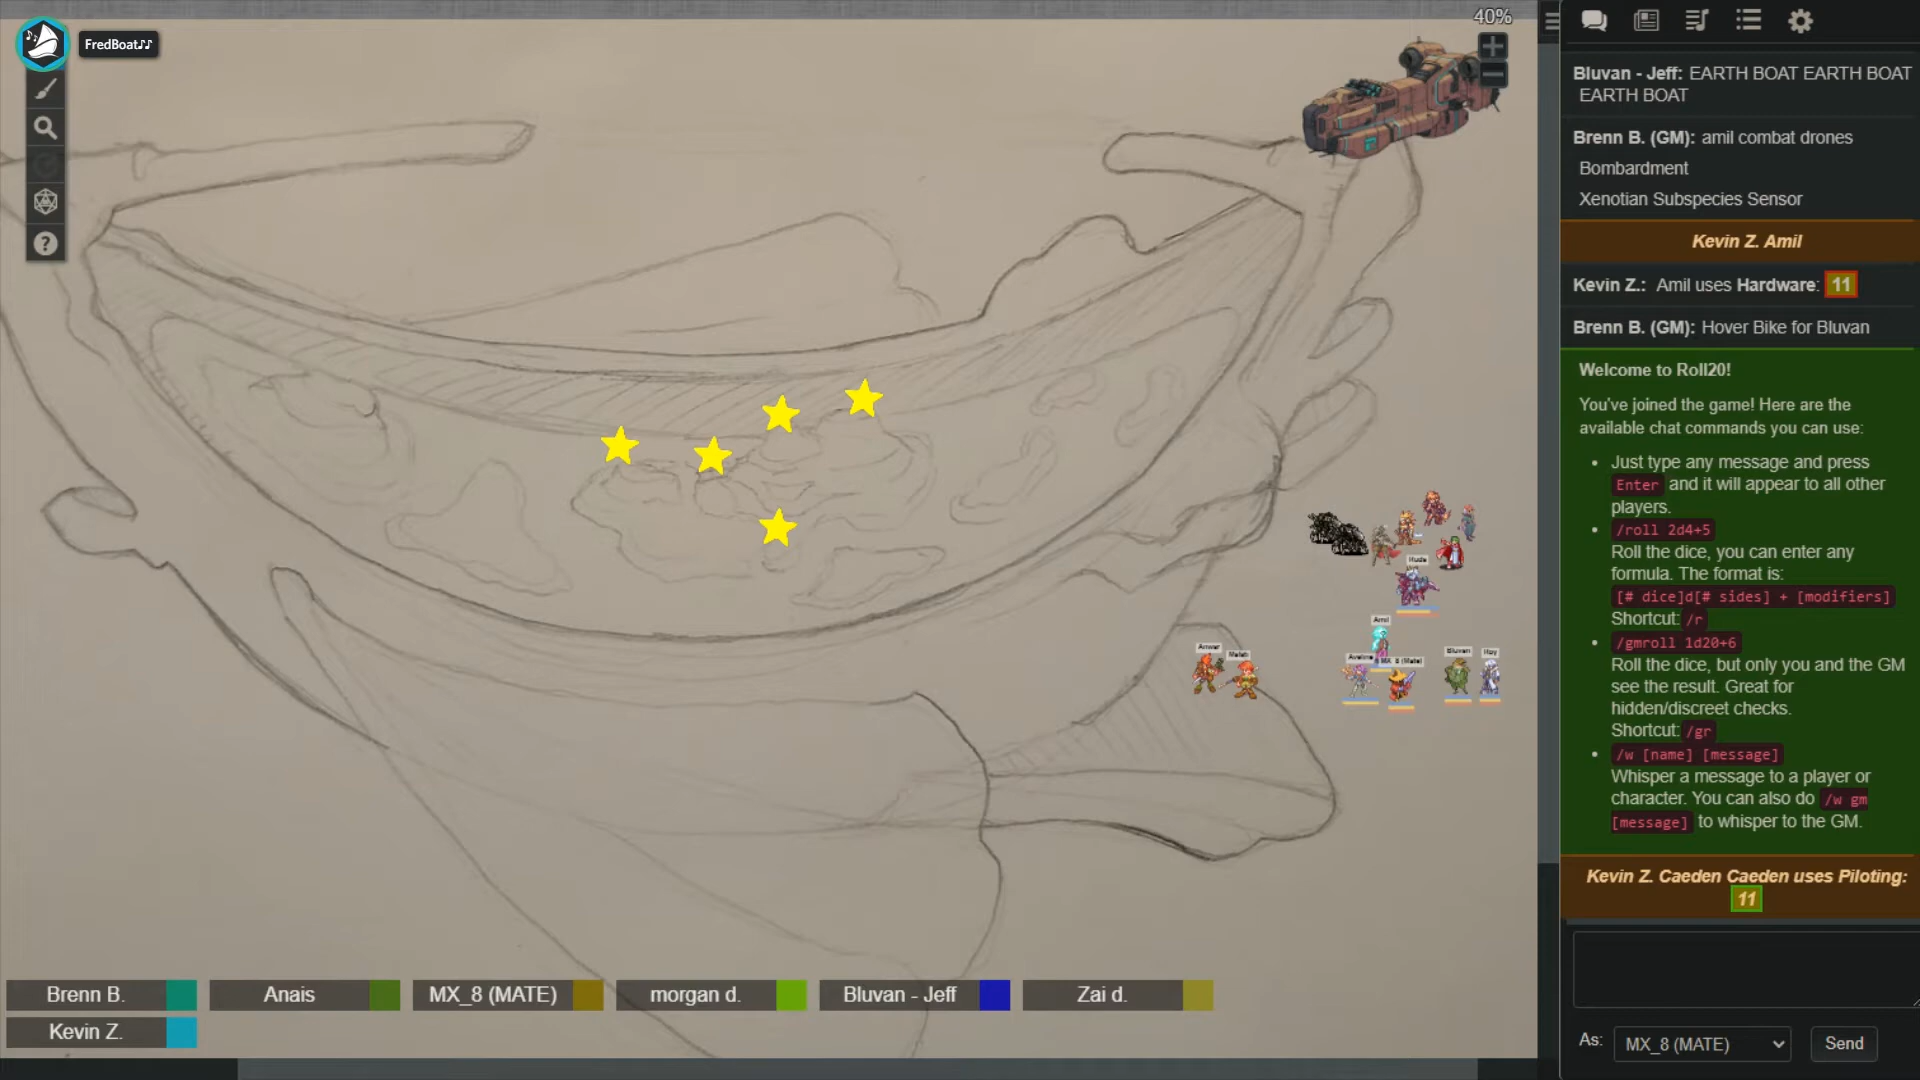 FredBoat♪♪
40%
Bluvan - Jeff: EARTH BOAT EARTH BOAT
EARTH BOAT
Brenn B. (GM): amil combat drones
Bombardment
Xenotian Subspecies Sensor
Kevin Z. Amil
Kevin Z.: Amil uses Hardware: 11
Brenn B. (GM): Hover Bike for Bluvan
Welcome to Roll20!
You've joined the game! Here are the
available chat commands you can use:
Just type any message and press
Enter and it will appear to all other
players.
/roll 2d4+5
Roll the dice, you can enter any
formula. The format is:
[# dice]d[# sides] + [modifiers]
Shortcut: /r
/gmroll 1d20+6
Roll the dice, but only you and the GM
see the result. Great for
hidden/discreet checks.
Shortcut: /gr
/w [name] [message]
Whisper a message to a player or
character. You can also do /w gm
[message] to whisper to the GM.
Kevin Z. Caeden Caeden uses Piloting:
11
Amil
MX_8 (Mate)
Bluvan
Brenn B.
Anais
MX_8 (MATE)
morgan d.
Bluvan - Jeff
Zai d.
Kevin Z.
As: MX_8 (MATE)
Send